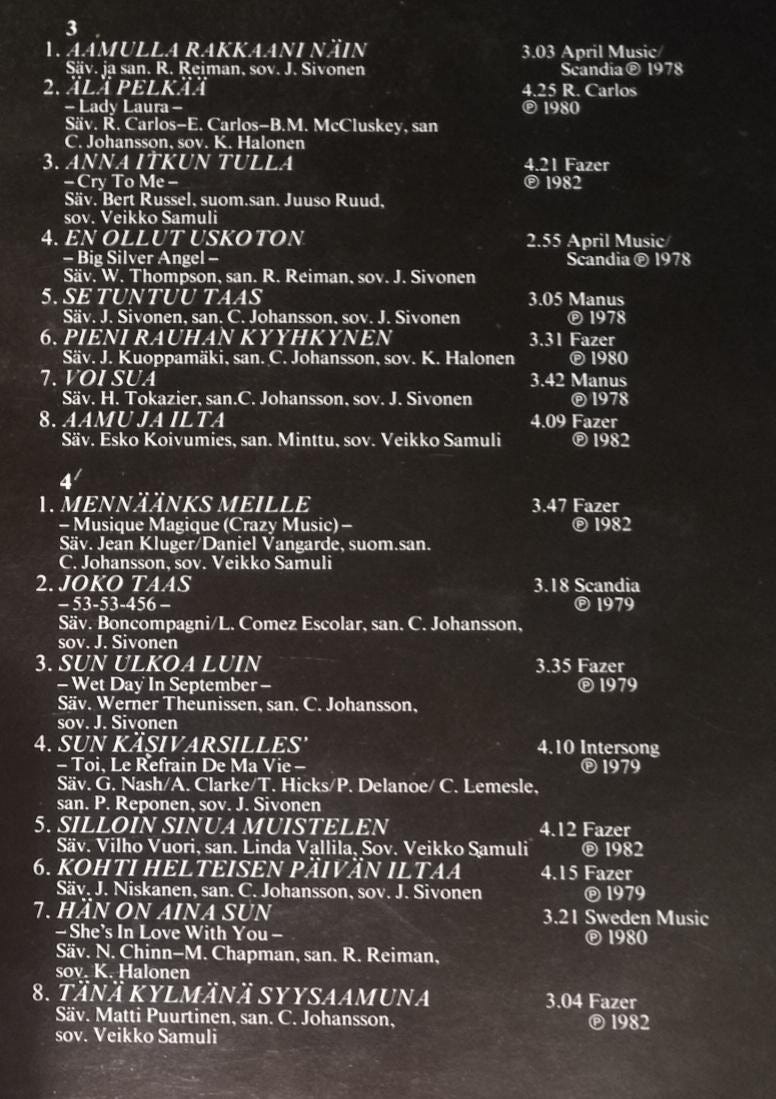 3
1. AAMULLA RAKKAANI NÄIN 3.03 April Music/
Säv. ja san. R. Reiman, sov. J. Sivonen Scandia ℗ 1978
2. ÄLÄ PELKÄÄ 4.25 R. Carlos
– Lady Laura – ℗ 1980
Säv. R. Carlos–E. Carlos–B.M. McCluskey, san
C. Johansson, sov. K. Halonen
3. ANNA ITKUN TULLA 4.21 Fazer
– Cry To Me – ℗ 1982
Säv. Bert Russel, suom.san. Juuso Ruud,
sov. Veikko Samuli
4. EN OLLUT USKOTON 2.55 April Music/
– Big Silver Angel – Scandia ℗ 1978
Säv. W. Thompson, san. R. Reiman, sov. J. Sivonen
5. SE TUNTUU TAAS 3.05 Manus
Säv. J. Sivonen, san. C. Johansson, sov. J. Sivonen ℗ 1978
6. PIENI RAUHAN KYYHKYNEN 3.31 Fazer
Säv. J. Kuoppamäki, san. C. Johansson, sov. K. Halonen ℗ 1980
7. VOI SUA 3.42 Manus
Säv. H. Tokazier, san.C. Johansson, sov. J. Sivonen ℗ 1978
8. AAMU JA ILTA 4.09 Fazer
Säv. Esko Koivumies, san. Minttu, sov. Veikko Samuli ℗ 1982
4
1. MENNÄÄNKS MEILLE 3.47 Fazer
– Musique Magique (Crazy Music) – ℗ 1982
Säv. Jean Kluger/Daniel Vangarde, suom.san.
C. Johansson, sov. Veikko Samuli
2. JOKO TAAS 3.18 Scandia
– 53-53-456 – ℗ 1979
Säv. Boncompagni/L. Comez Escolar, san. C. Johansson,
sov. J. Sivonen
3. SUN ULKOA LUIN 3.35 Fazer
– Wet Day In September – ℗ 1979
Säv. Werner Theunissen, san. C. Johansson,
sov. J. Sivonen
4. SUN KÄSIVARSILLES' 4.10 Intersong
– Toi, Le Refrain De Ma Vie – ℗ 1979
Säv. G. Nash/A. Clarke/T. Hicks/P. Delanoe/ C. Lemesle,
san. P. Reponen, sov. J. Sivonen
5. SILLOIN SINUA MUISTELEN 4.12 Fazer
Säv. Vilho Vuori, san. Linda Vallila, Sov. Veikko Samuli ℗ 1982
6. KOHTI HELTEISEN PÄIVÄN ILTAA 4.15 Fazer
Säv. J. Niskanen, san. C. Johansson, sov. J. Sivonen ℗ 1979
7. HÄN ON AINA SUN 3.21 Sweden Music
– She's In Love With You – ℗ 1980
Säv. N. Chinn–M. Chapman, san. R. Reiman,
sov. K. Halonen
8. TÄNÄ KYLMÄNÄ SYYSAAMUNA 3.04 Fazer
Säv. Matti Puurtinen, san. C. Johansson, ℗ 1982
sov. Veikko Samuli